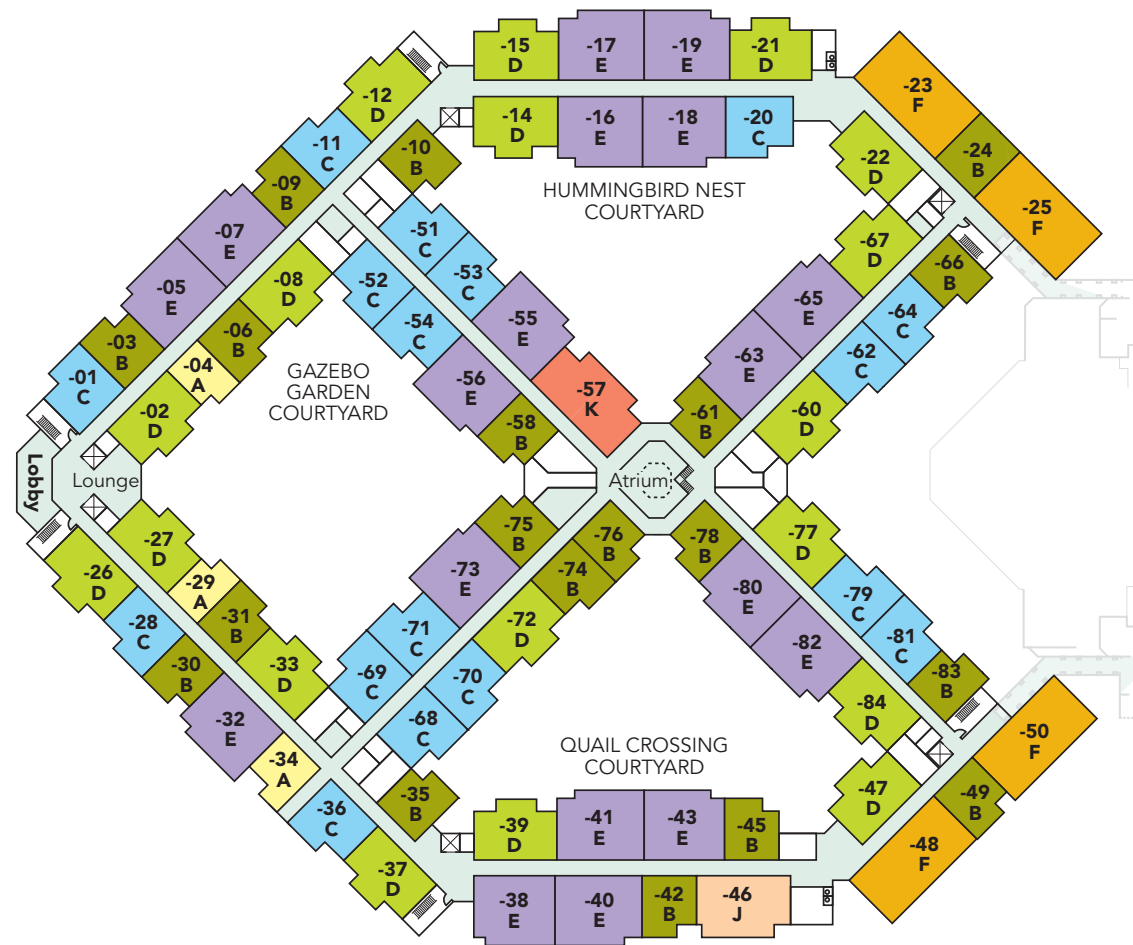 -15
D
-17
E
-19
E
-21
D
-23
F
-12
D
-14
D
-16
E
-18
E
-20
C
-11
C
-10
B
-22
D
-24
B
-09
B
HUMMINGBIRD NEST
COURTYARD
-25
F
-07
E
-51
C
-67
D
-05
E
-08
D
-52
C
-53
C
-65
E
-66
B
-03
B
-06
B
-54
C
-55
E
-64
C
-01
C
-04
A
GAZEBO
GARDEN
COURTYARD
-56
E
-63
E
-62
C
-02
D
-57
K
-58
B
-61
B
-60
D
Lobby
Lounge
Atrium
-27
D
-75
B
-76
B
-78
B
-77
D
-26
D
-29
A
-73
E
-74
B
-80
E
-79
C
-28
C
-31
B
-71
C
-72
D
-82
E
-81
C
-30
B
-33
D
-69
C
-70
C
-83
B
-32
E
-68
C
-84
D
-34
A
QUAIL CROSSING
COURTYARD
-50
F
-35
B
-47
D
-49
B
-36
C
-39
D
-41
E
-43
E
-45
B
-48
F
-37
D
-38
E
-40
E
-42
B
-46
J